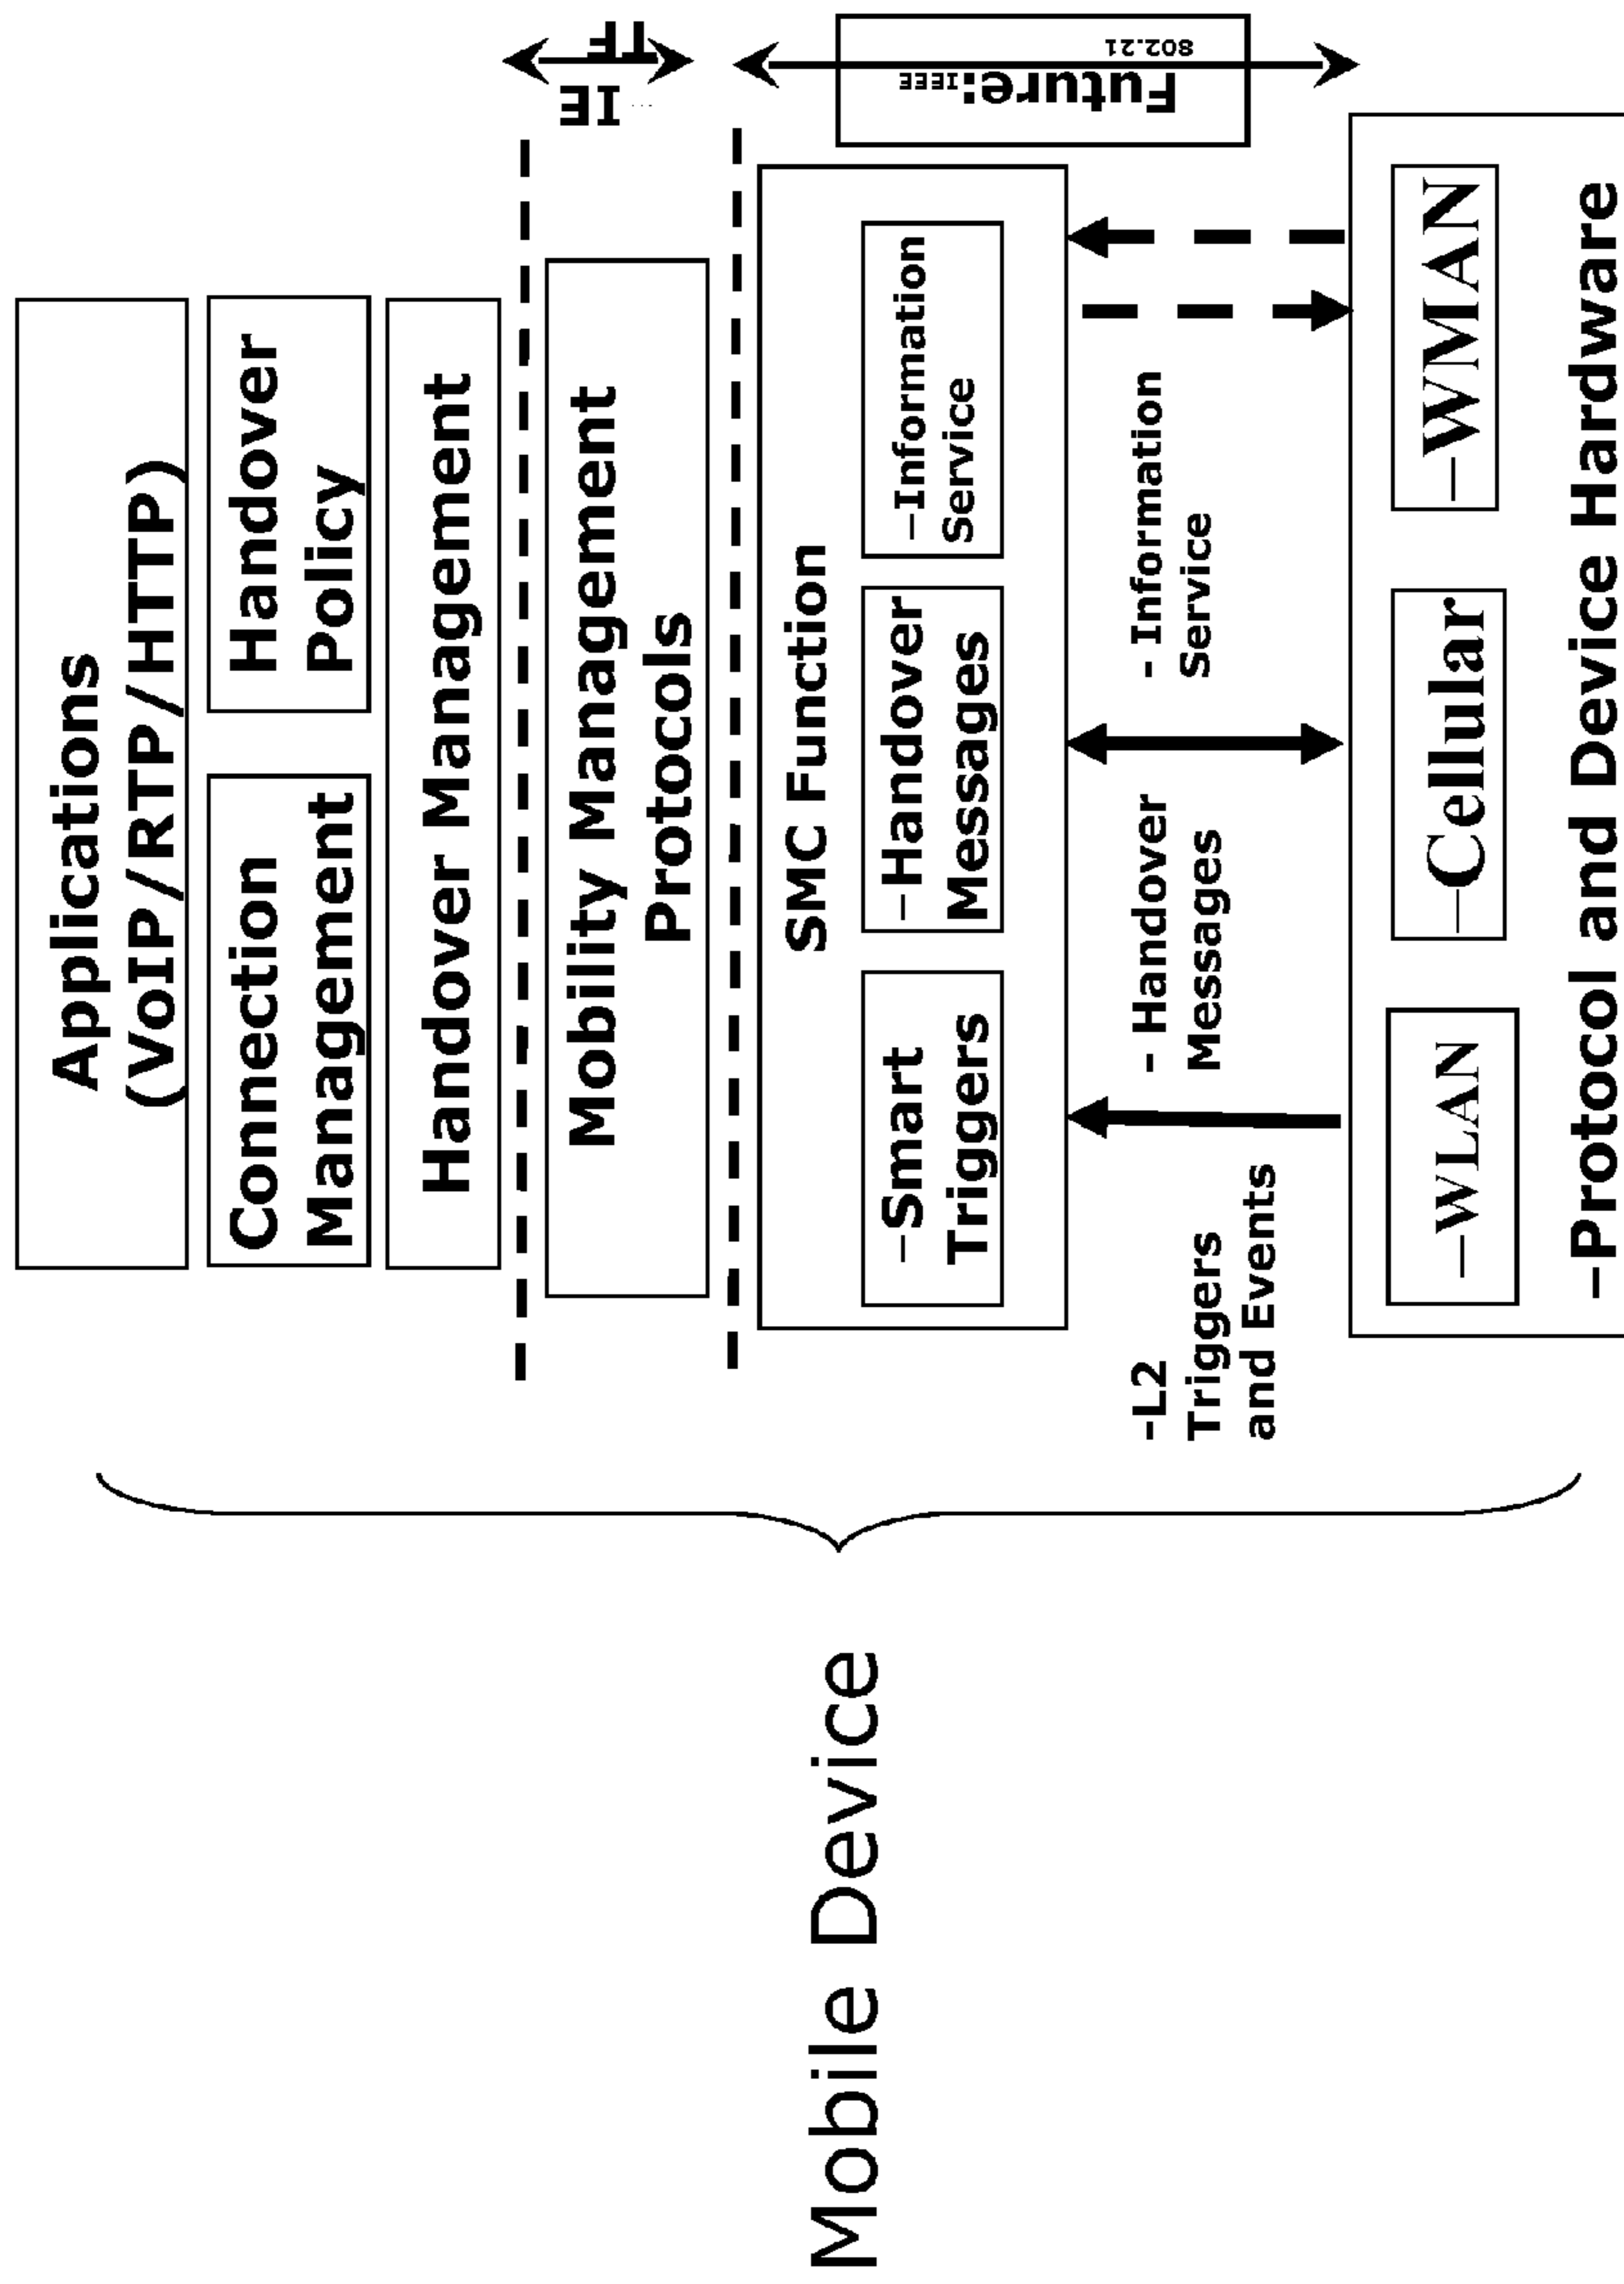 Mobile Device
Applications
(VoIP/RTP/HTTP)
Connection
Management
Handover
Policy
Handover Management
Mobility Management
Protocols
IE
TF
SMC Function
–Smart
Triggers
–Handover
Messages
–Information
Service
Future:IEEE
802.21
–L2
Triggers
and Events
- Handover
Messages
- Information
Service
–WLAN
–Cellular
–WMAN
–Protocol and Device Hardware